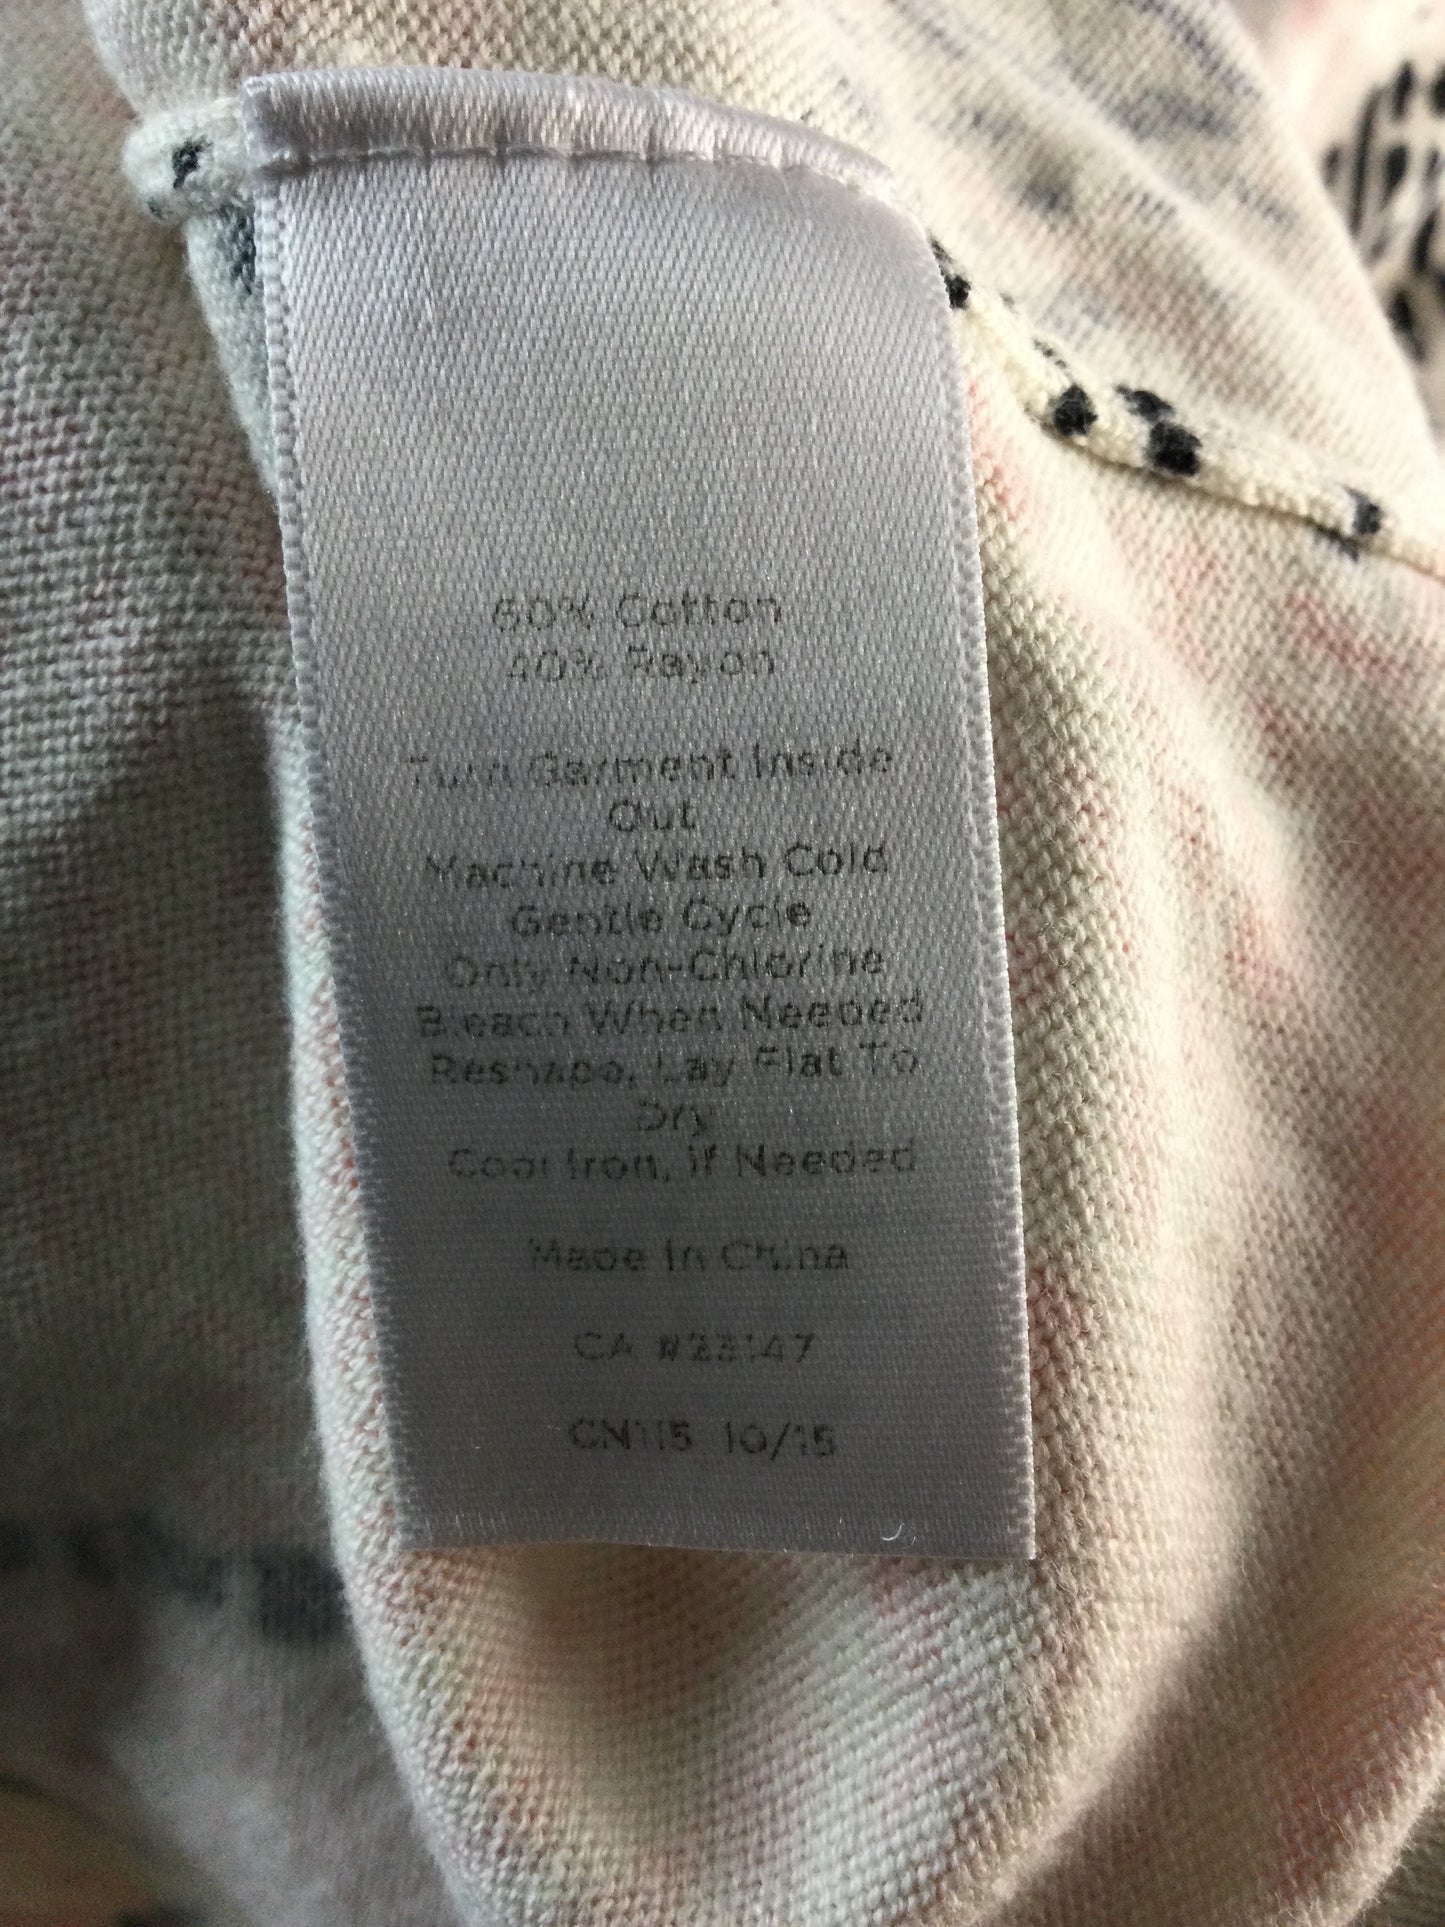 60% Cotton
40% Rayon
Turn Garment Inside
Out
Machine Wash Cold
Gentle Cycle
Only Non-Chlorine
Bleach When Needed
Reshape, Lay Flat To
Dry
Cool Iron, If Needed
Made In China
CA
CN115 10/15